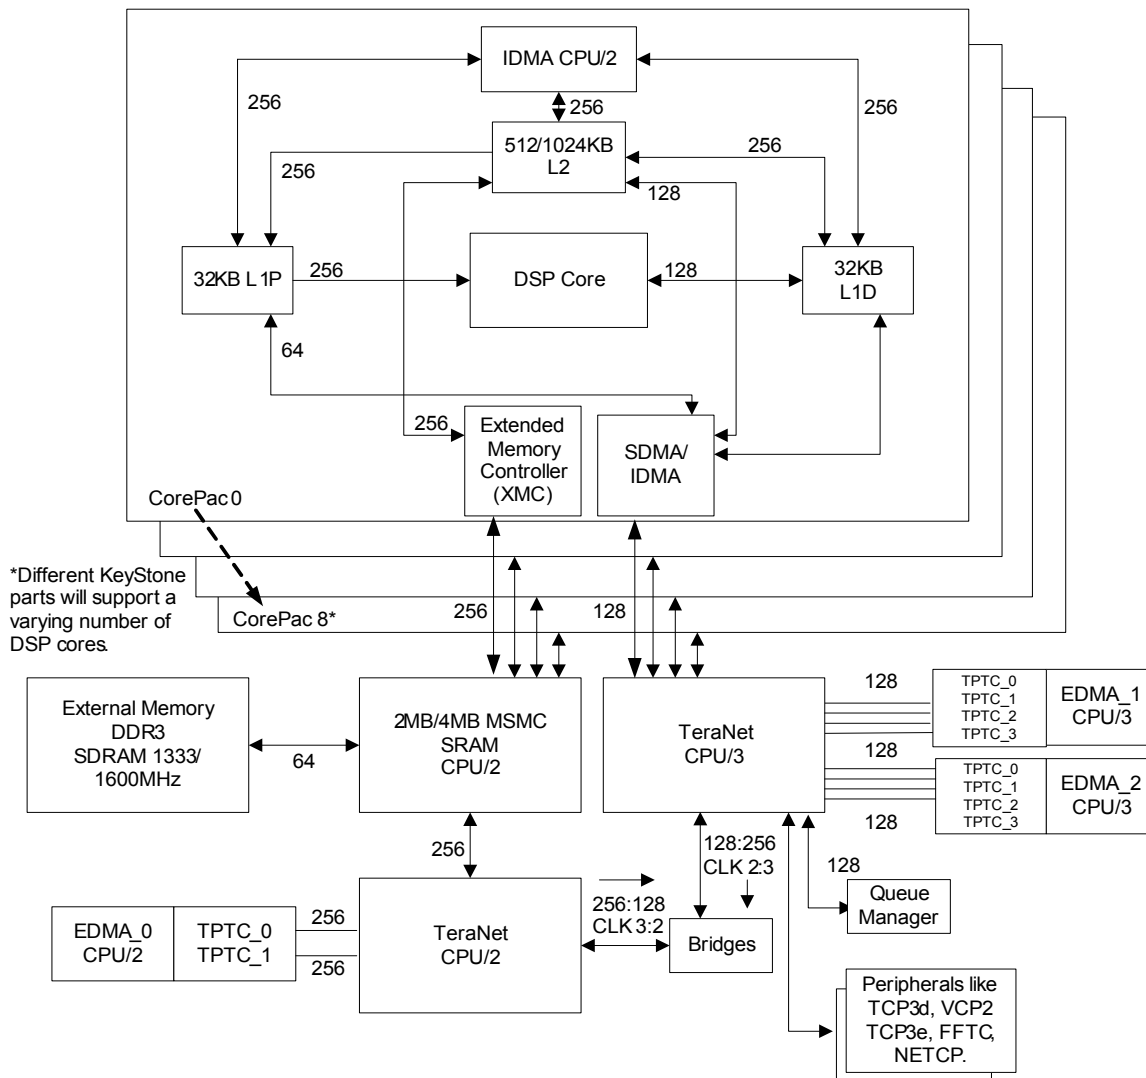 IDMA CPU/2
256
256
256
512/1024KB
L2
256
256
128
32KB L1P
256
DSP Core
128
32KB
L1D
64
256
Extended
Memory
Controller
(XMC)
SDMA/
IDMA
CorePac 0
*Different KeyStone
parts will support a
varying number of
DSP cores.
CorePac 8*
256
128
External Memory
DDR3
SDRAM 1333/
1600MHz
64
2MB/4MB MSMC
SRAM
CPU/2
TeraNet
CPU/3
128
TPTC_0
TPTC_1
TPTC_2
TPTC_3
EDMA_1
CPU/3
128
TPTC_0
TPTC_1
TPTC_2
TPTC_3
EDMA_2
CPU/3
128
256
128:256
CLK 2:3
128
Queue
Manager
EDMA_0
CPU/2
TPTC_0
TPTC_1
256
256
TeraNet
CPU/2
256:128
CLK 3:2
Bridges
Peripherals like
TCP3d, VCP2
TCP3e, FFTC,
NETCP.